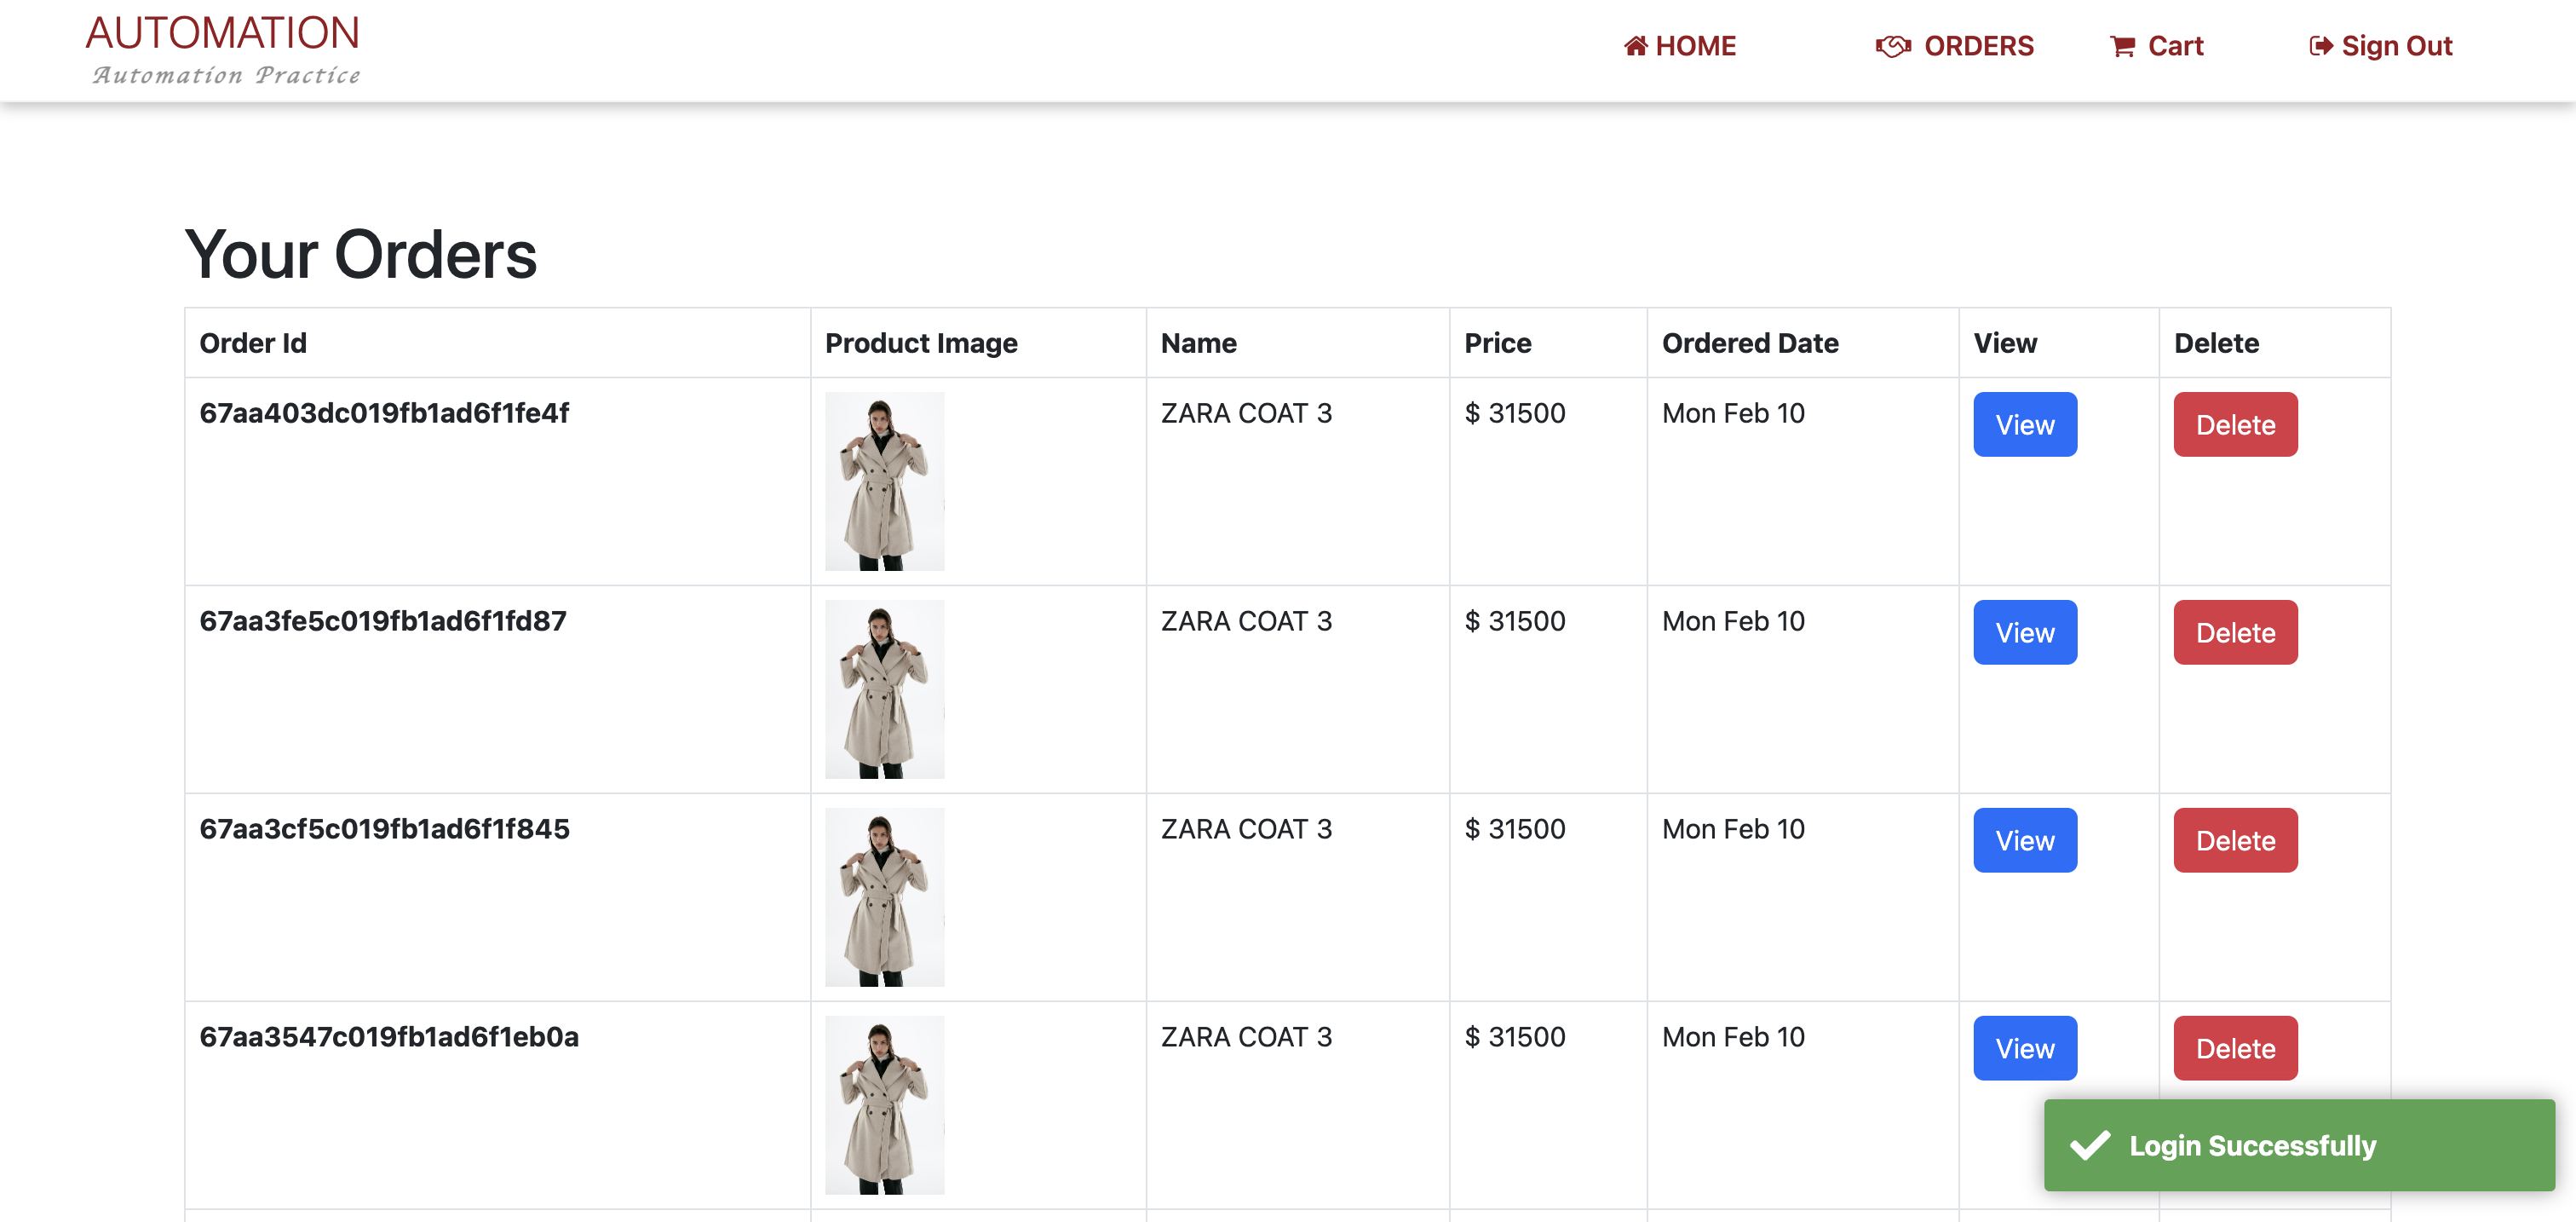 AUTOMATION
Automation Practice
HOME
ORDERS
Cart
Sign Out
Your Orders
Order Id Product Image Name Price Ordered Date View Delete
67aa403dc019fb1ad6f1fe4f ZARA COAT 3 $ 31500 Mon Feb 10 View Delete
67aa3fe5c019fb1ad6f1fd87 ZARA COAT 3 $ 31500 Mon Feb 10 View Delete
67aa3cf5c019fb1ad6f1f845 ZARA COAT 3 $ 31500 Mon Feb 10 View Delete
67aa3547c019fb1ad6f1eb0a ZARA COAT 3 $ 31500 Mon Feb 10 View Delete
Login Successfully